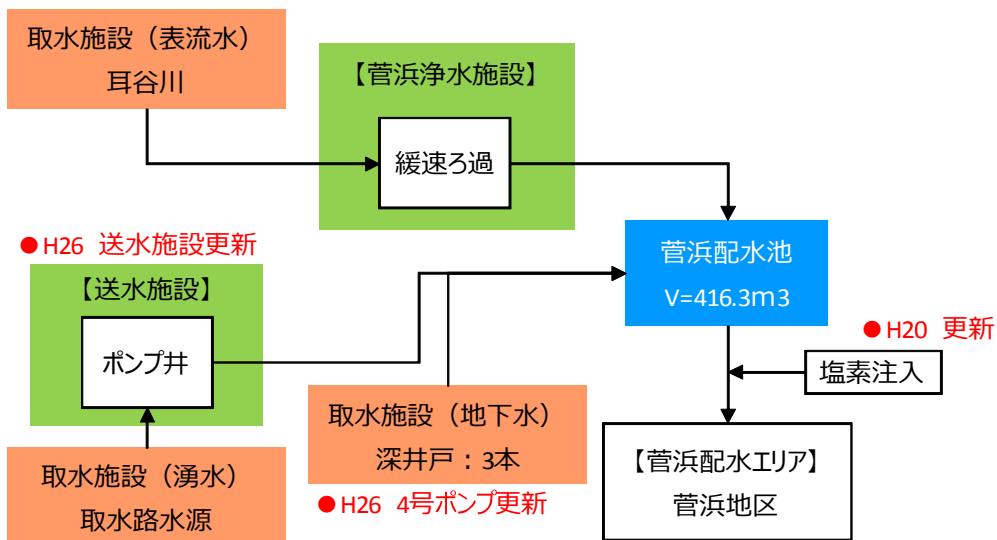 取水施設（表流水）
耳谷川
【菅浜浄水施設】
緩速ろ過
●H26 送水施設更新
【送水施設】
ポンプ井
取水施設（湧水）
取水路水源
取水施設（地下水）
深井戸：3本
●H26 4号ポンプ更新
菅浜配水池
V=416.3m3
●H20 更新
塩素注入
【菅浜配水エリア】
菅浜地区